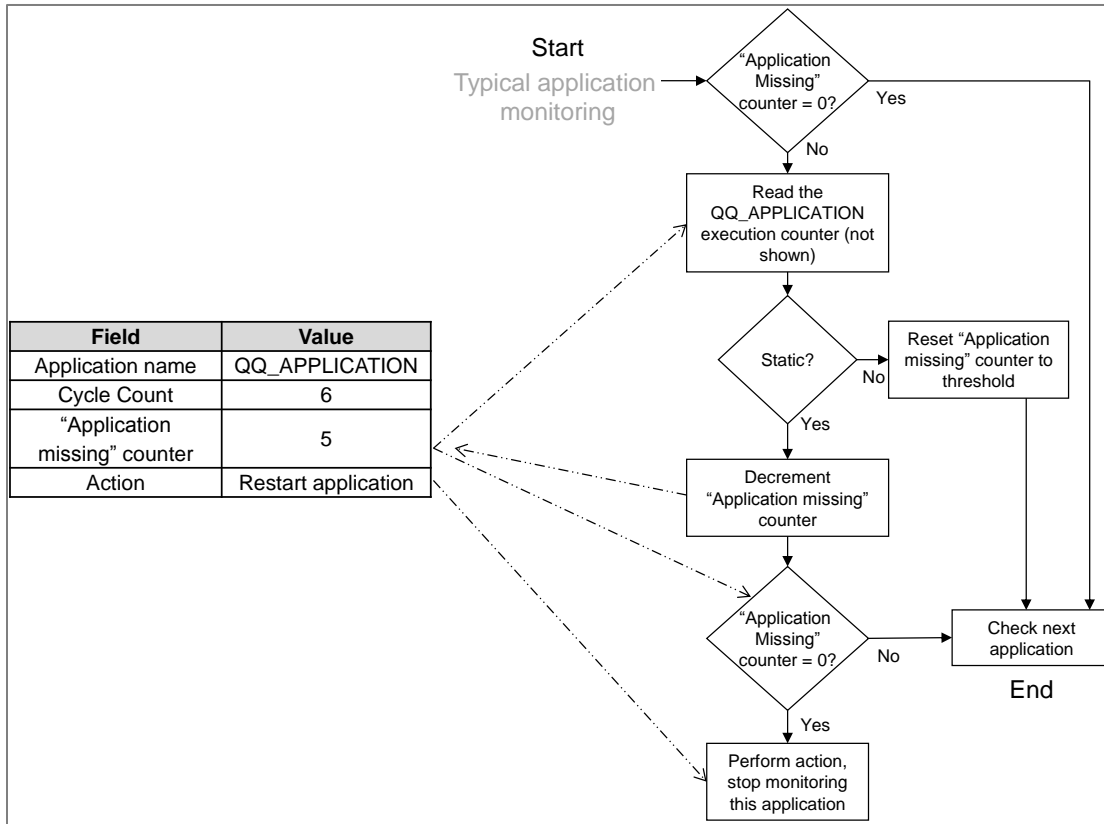 Start
Typical application
monitoring
“Application
Missing”
counter = 0?
Yes
No
Read the
QQ_APPLICATION
execution counter (not
shown)
Static?
No
Reset “Application
missing” counter to
threshold
Yes
Field Value
Application name QQ_APPLICATION
Cycle Count 6
“Application
missing” counter 5
Action Restart application
Decrement
“Application missing”
counter
“Application
Missing”
counter = 0?
No
Check next
application
End
Yes
Perform action,
stop monitoring
this application